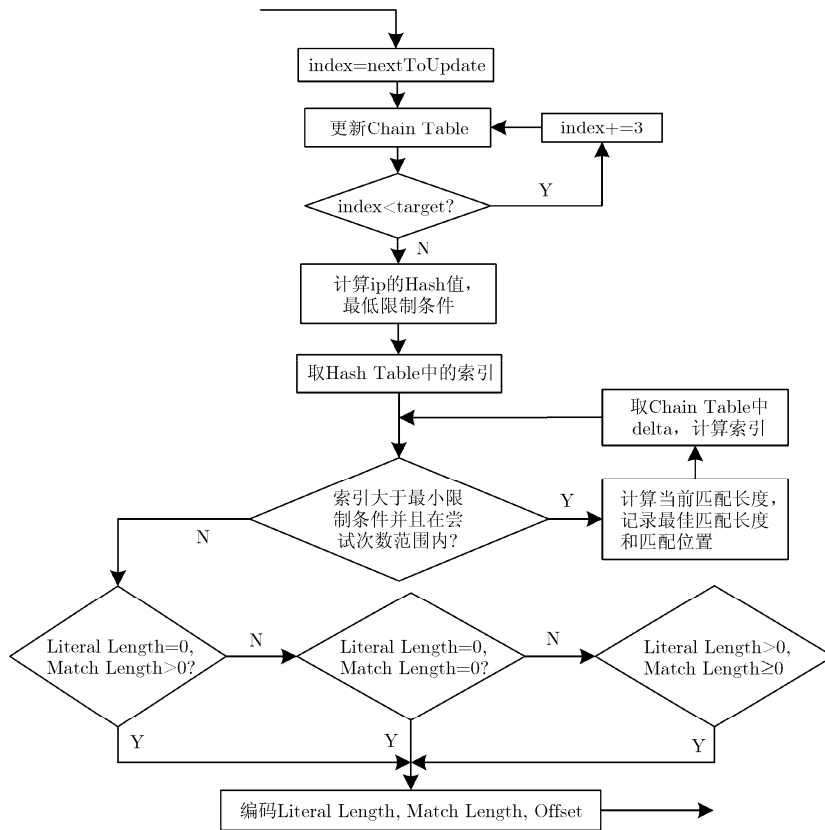 index=nextToUpdate
更新Chain Table
index+=3
index<target?
Y
N
计算ip的Hash值，
最低限制条件
取Hash Table中的索引
取Chain Table中
delta，计算索引
索引大于最小限
制条件并且在尝
试次数范围内?
Y
计算当前匹配长度，
记录最佳匹配长度
和匹配位置
N
Literal Length=0,
Match Length>0?
N
Literal Length=0,
Match Length=0?
N
Literal Length>0,
Match Length≥0
Y
Y
Y
编码Literal Length, Match Length, Offset